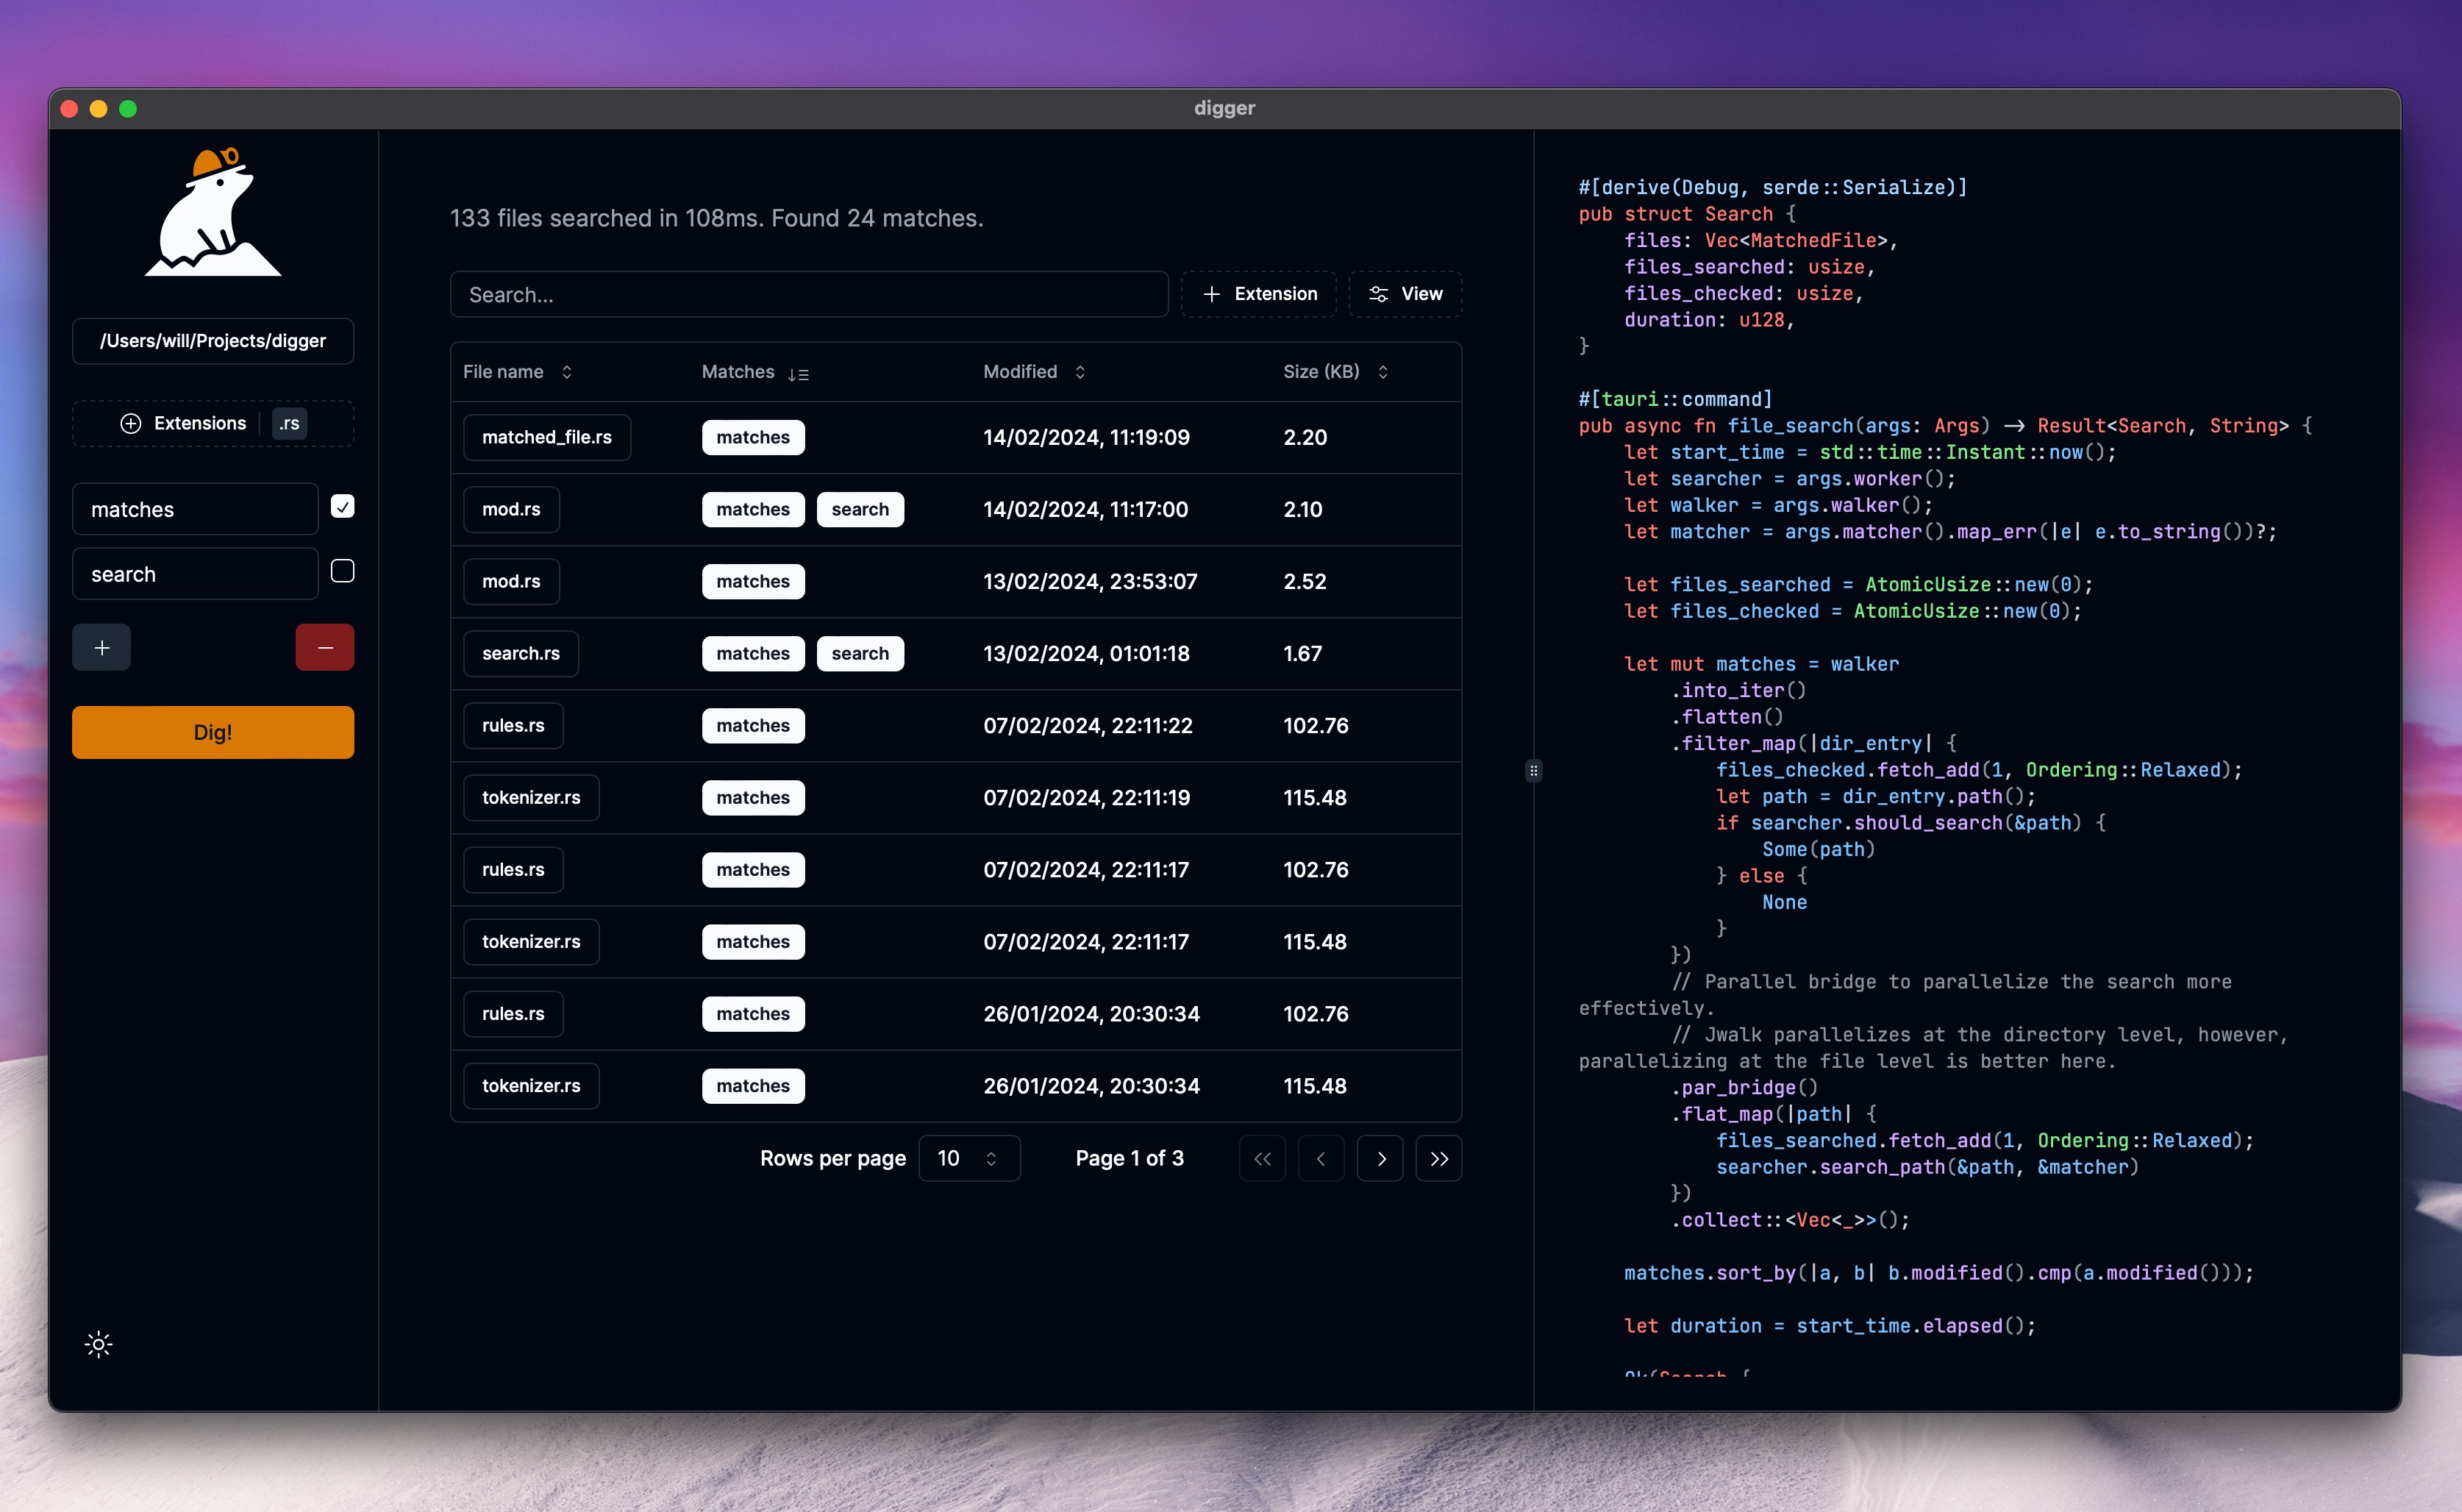 digger
/Users/will/Projects/digger
Extensions .rs
matches
search
Dig!
133 files searched in 108ms. Found 24 matches.
Search...
Extension
View
File name Matches Modified Size (KB)
matched_file.rs matches 14/02/2024, 11:19:09 2.20
mod.rs matches search 14/02/2024, 11:17:00 2.10
mod.rs matches 13/02/2024, 23:53:07 2.52
search.rs matches search 13/02/2024, 01:01:18 1.67
rules.rs matches 07/02/2024, 22:11:22 102.76
tokenizer.rs matches 07/02/2024, 22:11:19 115.48
rules.rs matches 07/02/2024, 22:11:17 102.76
tokenizer.rs matches 07/02/2024, 22:11:17 115.48
rules.rs matches 26/01/2024, 20:30:34 102.76
tokenizer.rs matches 26/01/2024, 20:30:34 115.48
Rows per page 10 Page 1 of 3
#[derive(Debug, serde::Serialize)]
pub struct Search {
    files: Vec<MatchedFile>,
    files_searched: usize,
    files_checked: usize,
    duration: u128,
}
#[tauri::command]
pub async fn file_search(args: Args) -> Result<Search, String> {
    let start_time = std::time::Instant::now();
    let searcher = args.worker();
    let walker = args.walker();
    let matcher = args.matcher().map_err(|e| e.to_string())?;
    let files_searched = AtomicUsize::new(0);
    let files_checked = AtomicUsize::new(0);
    let mut matches = walker
        .into_iter()
        .flatten()
        .filter_map(|dir_entry| {
            files_checked.fetch_add(1, Ordering::Relaxed);
            let path = dir_entry.path();
            if searcher.should_search(&path) {
                Some(path)
            } else {
                None
            }
        })
        // Parallel bridge to parallelize the search more
effectively.
        // Jwalk parallelizes at the directory level, however,
parallelizing at the file level is better here.
        .par_bridge()
        .flat_map(|path| {
            files_searched.fetch_add(1, Ordering::Relaxed);
            searcher.search_path(&path, &matcher)
        })
        .collect::<Vec<_>>();
    matches.sort_by(|a, b| b.modified().cmp(a.modified()));
    let duration = start_time.elapsed();
    Ok(Search {